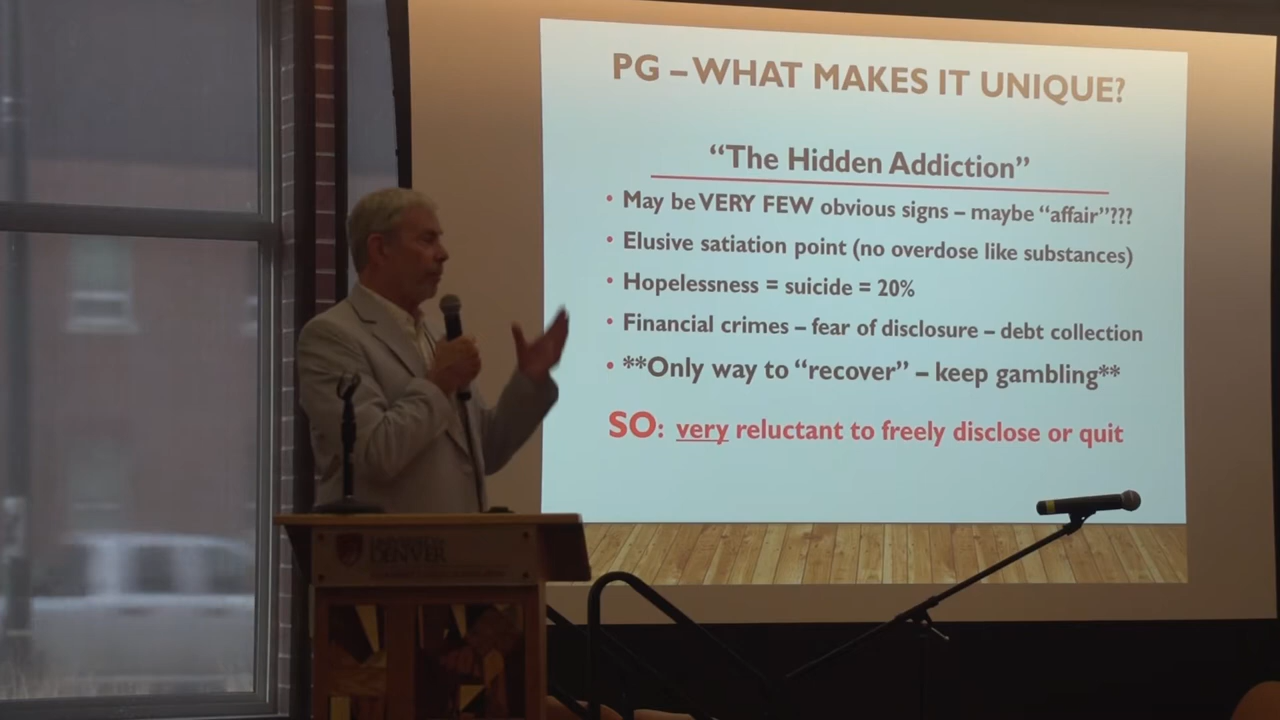 PG – WHAT MAKES IT UNIQUE?
“The Hidden Addiction”
• May be VERY FEW obvious signs – maybe “affair”???
• Elusive satiation point (no overdose like substances)
• Hopelessness = suicide = 20%
• Financial crimes – fear of disclosure – debt collection
• **Only way to “recover” – keep gambling**
SO: very reluctant to freely disclose or quit
DENVER